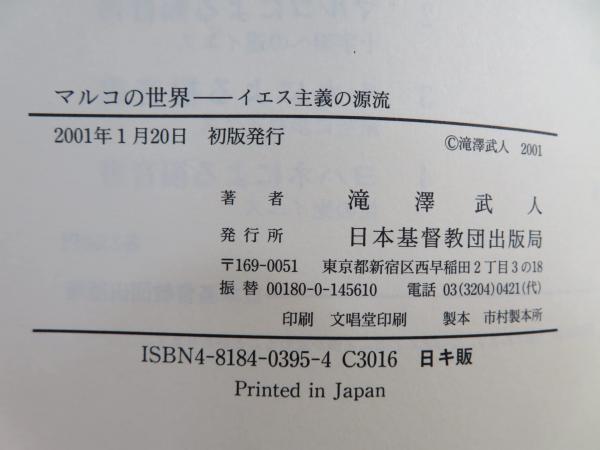 マルコの世界――イエス主義の源流
2001年1月20日 初版発行 ©滝澤武人 2001
著者 滝澤武人
発行所 日本基督教団出版局
〒169-0051 東京都新宿区西早稲田2丁目3の18
振替 00180-0-145610 電話 03(3204)0421(代)
印刷 文唱堂印刷 製本 市村製本所
ISBN4-8184-0395-4 C3016 日キ販
Printed in Japan